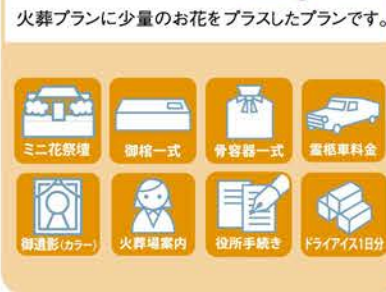 火葬プランに少量のお花をプラスしたプランです。
ミニ花祭壇
御棺一式
骨容器一式
霊柩車料金
御遺影(カラー)
火葬場案内
役所手続き
ドライアイス1日分